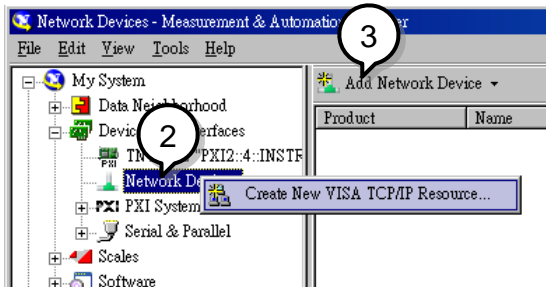 Network Devices - Measurement & Automation
3
File Edit View Tools Help
My System
Add Network Device
Data Neighborhood
Product Name
2
TN "PXI2::4::INSTR
Network
Create New VISA TCP/IP Resource...
PXI System
Serial & Parallel
Scales
Software